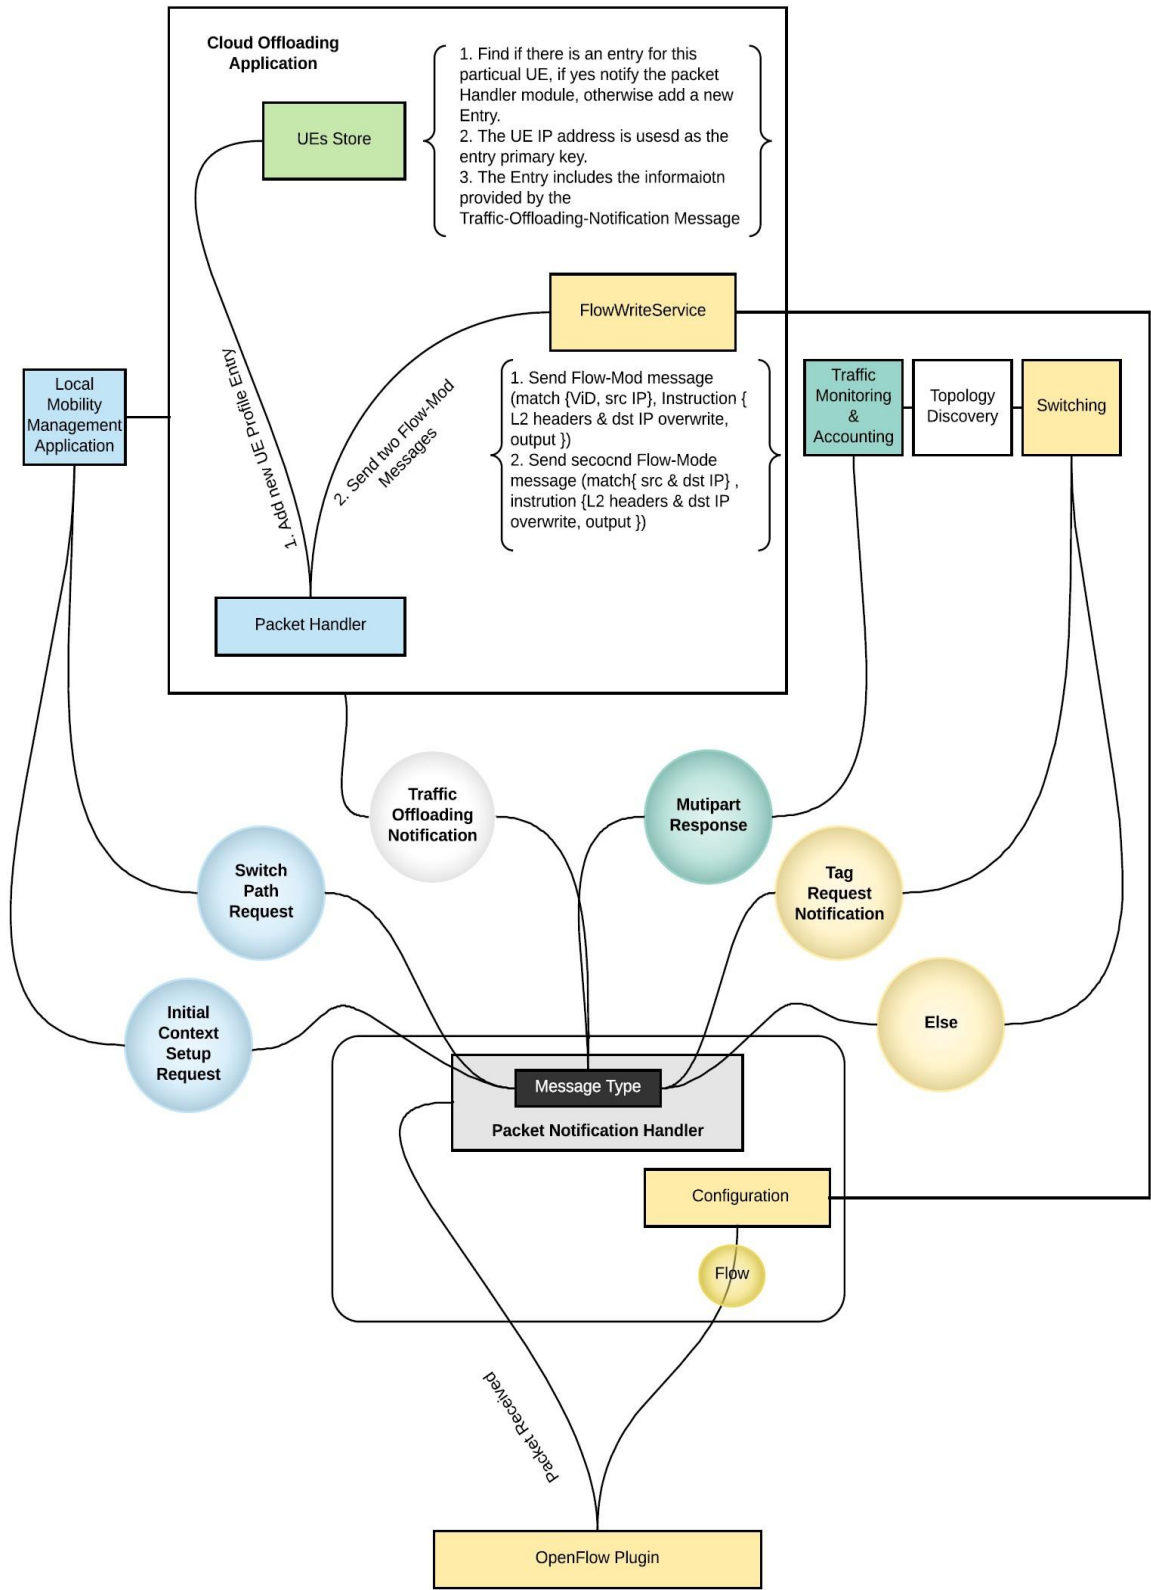 Cloud Offloading
Application
UEs Store
1. Find if there is an entry for this
particual UE, if yes notify the packet
Handler module, otherwise add a new
Entry.
2. The UE IP address is usesd as the
entry primary key.
3. The Entry includes the informaiotn
provided by the
Traffic-Offloading-Notification Message
FlowWriteService
1. Add new UE Profile Entry
2. Send two Flow-Mod
Messages
1. Send Flow-Mod message
(match {ViD, src IP}, Instruction {
L2 headers & dst IP overwrite,
output })
2. Send secocnd Flow-Mode
message (match{ src & dst IP} ,
instrution {L2 headers & dst IP
overwrite, output })
Packet Handler
Local
Mobility
Management
Application
Traffic
Monitoring
&
Accounting
Topology
Discovery
Switching
Traffic
Offloading
Notification
Mutipart
Response
Switch
Path
Request
Tag
Request
Notification
Initial
Context
Setup
Request
Else
Message Type
Packet Notification Handler
Configuration
Flow
Packet Received
OpenFlow Plugin